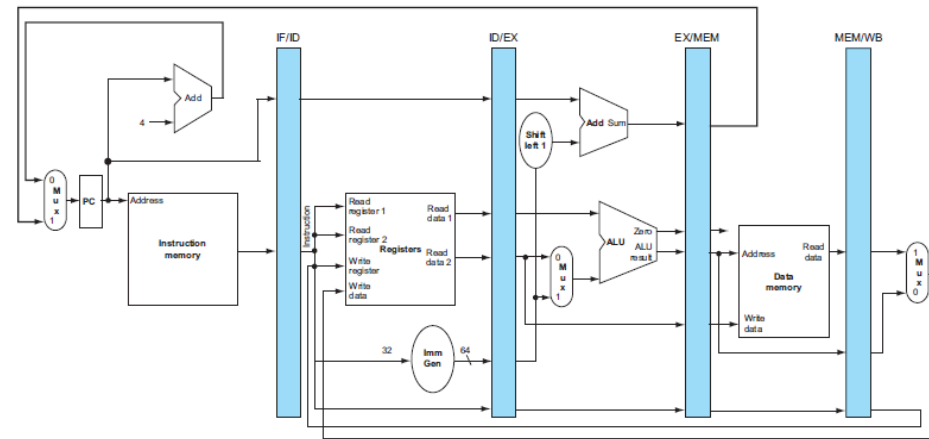 IF/ID
ID/EX
EX/MEM
MEM/WB
Add
4
Add Sum
Shift
left 1
0
M
u
x
1
PC
Address
Instruction
memory
Instruction
Read
register 1
Read
data 1
Read
register 2
Registers
Read
data 2
Write
register
Write
data
0
M
u
x
1
Zero
ALU
ALU
result
Address
Read
data
Data
memory
Write
data
1
M
u
x
0
32
Imm
Gen
64